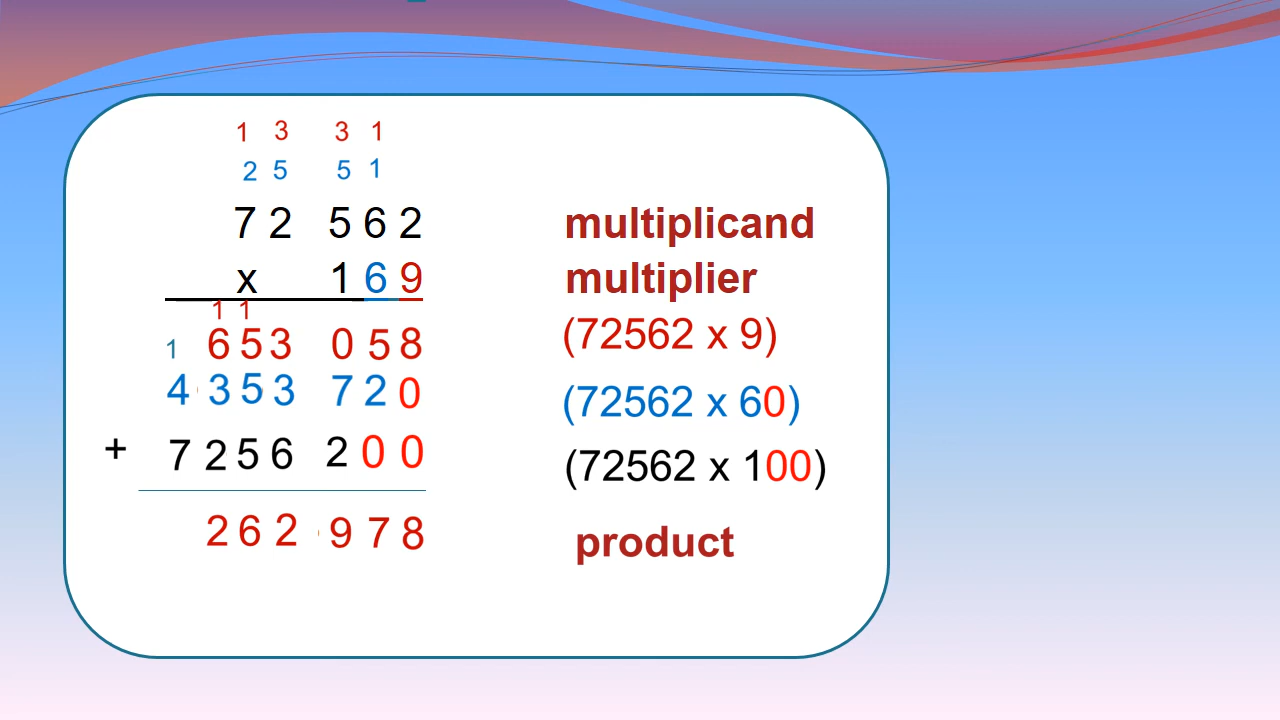 1 3 3 1
2 5 5 1
72 562 multiplicand
x 169 multiplier
1 1
1 653 058 (72562 x 9)
4 353 720 (72562 x 60)
+ 7 256 200 (72562 x 100)
262 978 product